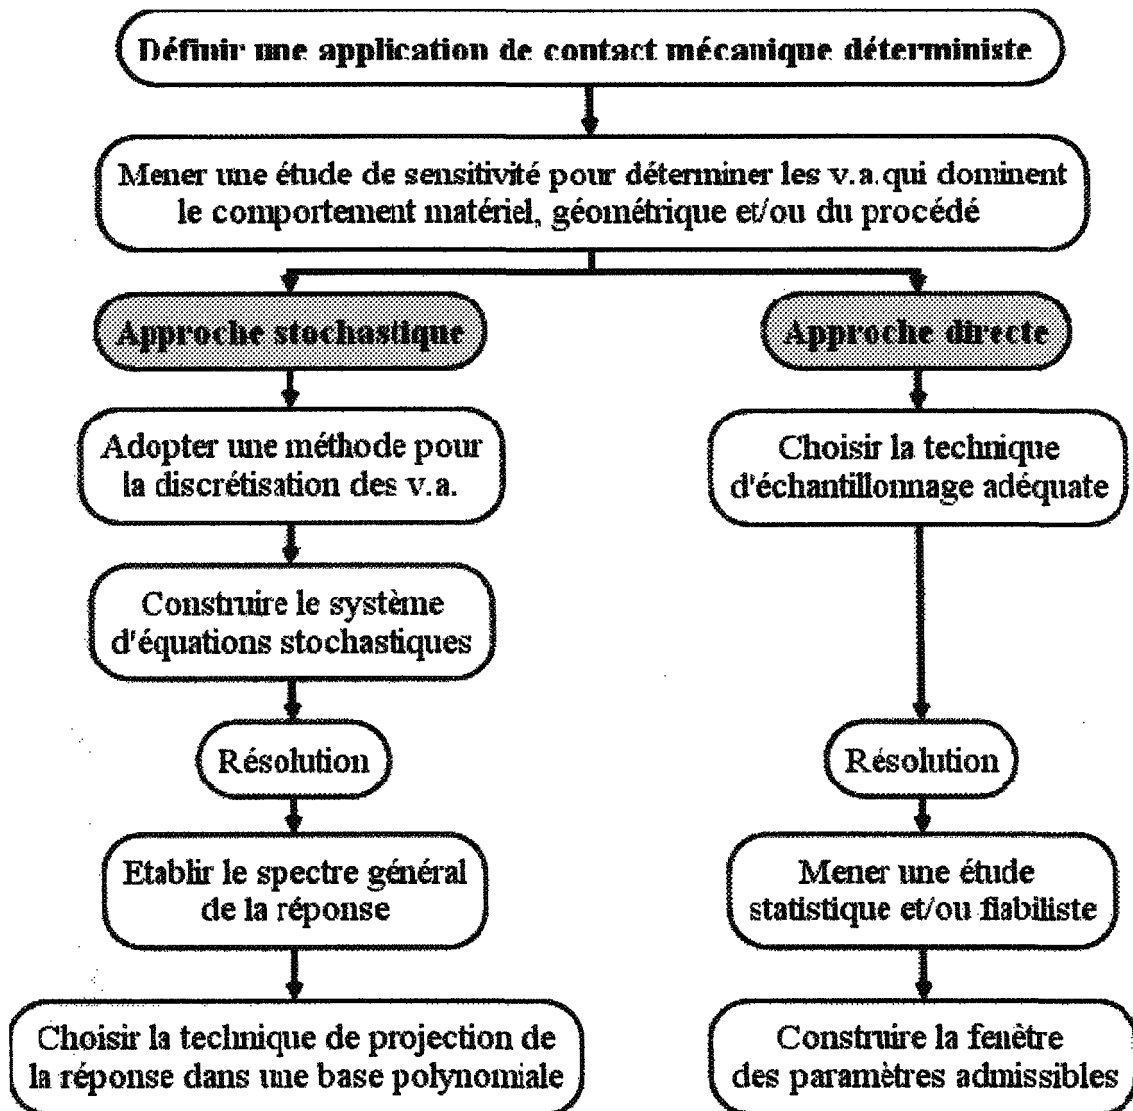 Définir une application de contact mécanique déterministe
Mener une étude de sensitivité pour déterminer les v.a. qui dominent
le comportement matériel, géométrique et/ou du procédé
Approche stochastique
Adopter une méthode pour
la discrétisation des v.a.
Construire le système
d'équations stochastiques
Résolution
Etablir le spectre général
de la réponse
Choisir la technique de projection de
la réponse dans une base polynomiale
Approche directe
Choisir la technique
d'échantillonnage adéquate
Résolution
Mener une étude
statistique et/ou fiabiliste
Construire la fenêtre
des paramètres admissibles